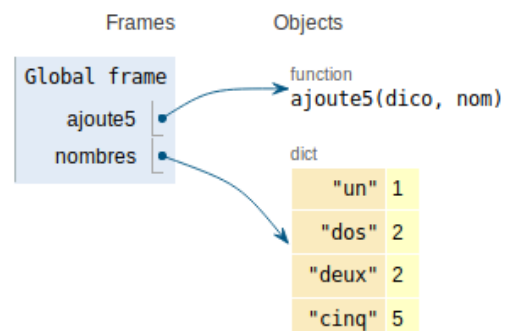 Frames Objects
Global frame
ajoute5
nombres
function
ajoute5(dico, nom)
dict
"un" 1
"dos" 2
"deux" 2
"cinq" 5